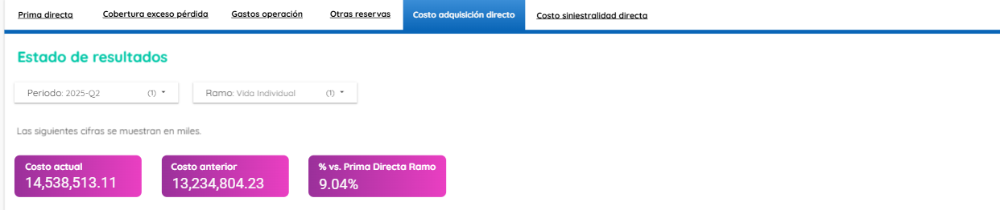 Prima directa Cobertura exceso pérdida Gastos operación Otras reservas Costo adquisición directo Costo siniestralidad directa
Estado de resultados
Periodo: 2025-Q2 (1) Ramo: Vida Individual (1)
Las siguientes cifras se muestran en miles.
Costo actual Costo anterior % vs. Prima Directa Ramo
14,538,513.11 13,234,804.23 9.04%